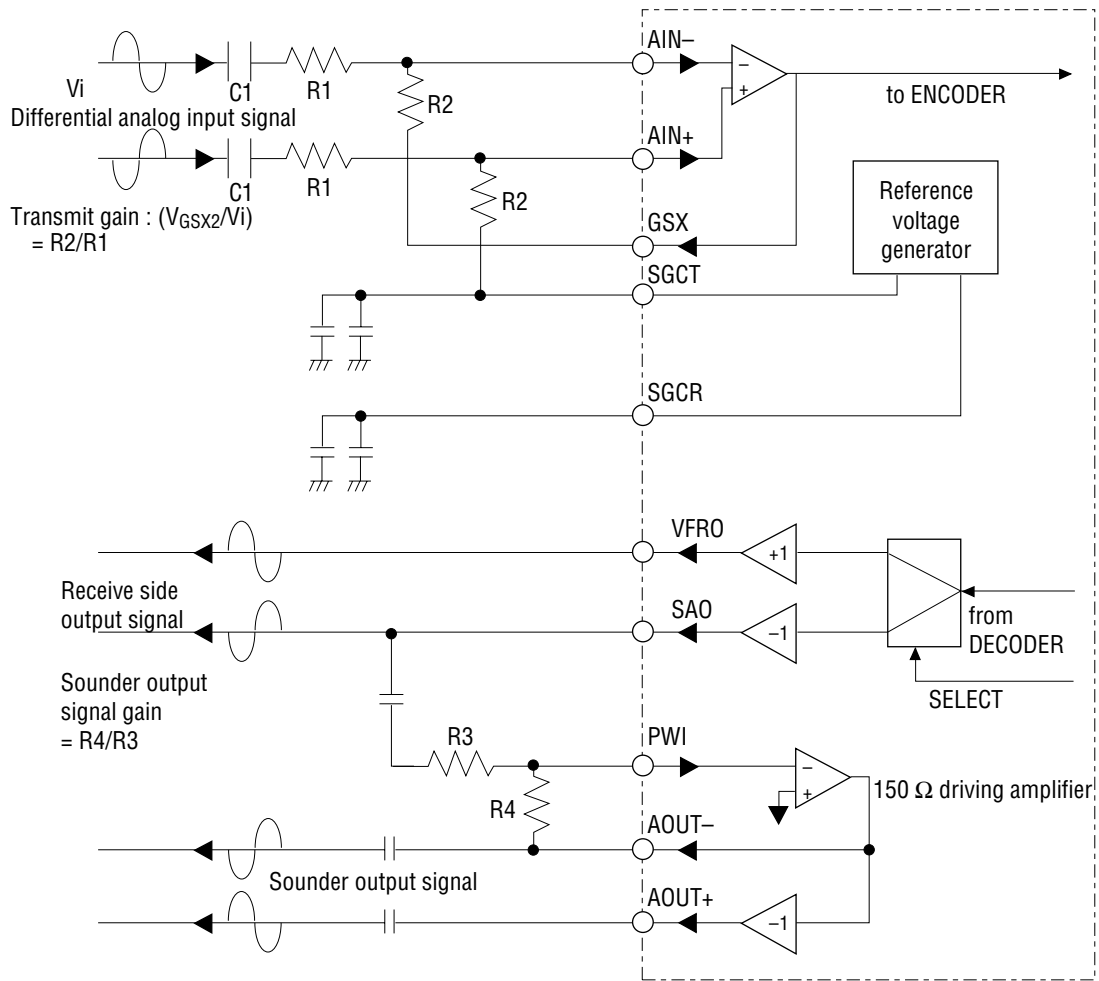 AIN–
–
+
Vi
C1
R1
R2
to ENCODER
Differential analog input signal
AIN+
C1
R1
R2
Reference
voltage
generator
Transmit gain : (VGSX2/Vi)
= R2/R1
GSX
SGCT
SGCR
VFRO
+1
Receive side
output signal
SAO
–1
from
DECODER
SELECT
Sounder output
signal gain
= R4/R3
R3
PWI
–
+
150 Ω driving amplifier
R4
AOUT–
Sounder output signal
AOUT+
–1